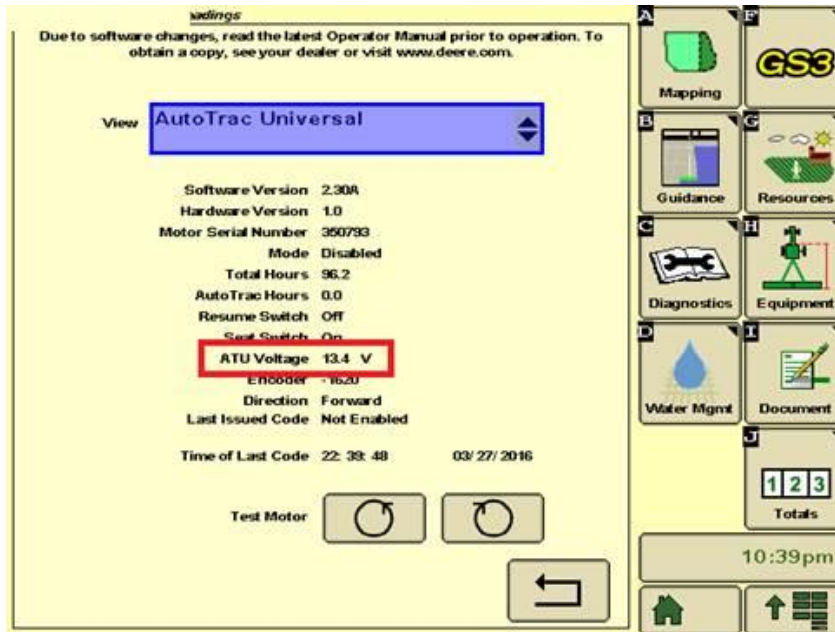 adings
Due to software changes, read the latest Operator Manual prior to operation. To
obtain a copy, see your dealer or visit www.deere.com.
View AutoTrac Universal
Software Version 2.30A
Hardware Version 1.0
Motor Serial Number 350793
Mode Disabled
Total Hours 96.2
AutoTrac Hours 0.0
Resume Switch Off
Seat Switch On
ATU Voltage 13.4 V
Encoder -1620
Direction Forward
Last Issued Code Not Enabled
Time of Last Code 22: 39: 48 03/ 27/ 2016
Test Motor
A
Mapping
F
GS3
B
Guidance
G
Resources
C
Diagnostics
H
Equipment
D
Water Mgmt
I
Document
J
1 2 3
Totals
10:39pm